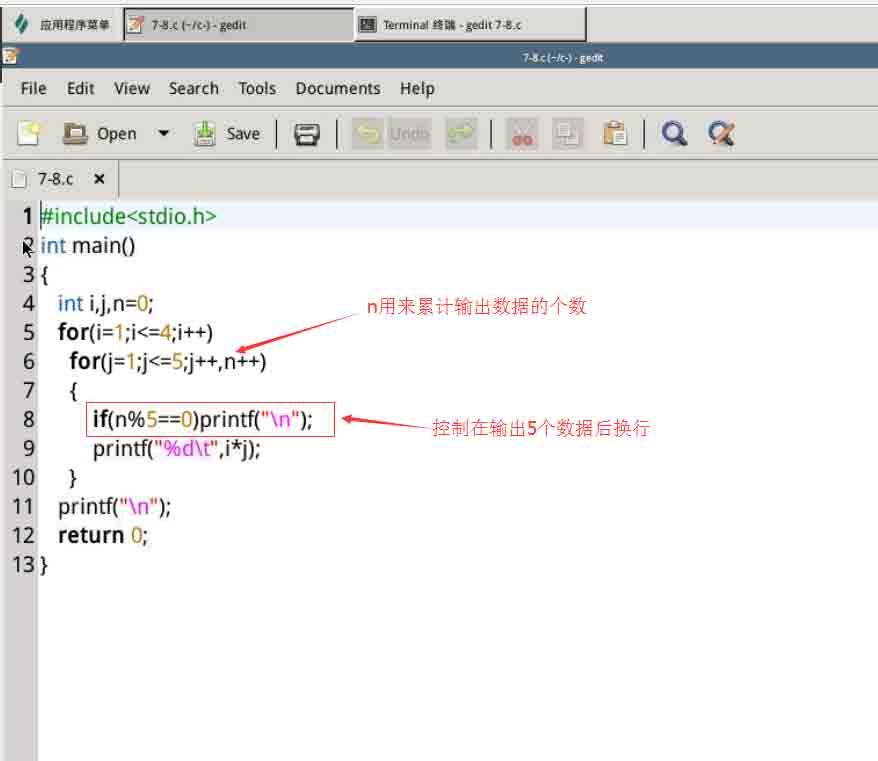 应用程序菜单 7-8.c (~/c-) - gedit Terminal 终端 - gedit 7-8.c
7-8.c (~/c-) - gedit
File Edit View Search Tools Documents Help
Open Save Undo
7-8.c ×
1 #include<stdio.h>
2 int main()
3 {
4 int i,j,n=0;
n用来累计输出数据的个数
5 for(i=1;i<=4;i++)
6 for(j=1;j<=5;j++,n++)
7 {
8 if(n%5==0)printf("\n");
控制在输出5个数据后换行
9 printf("%d\t",i*j);
10 }
11 printf("\n");
12 return 0;
13 }